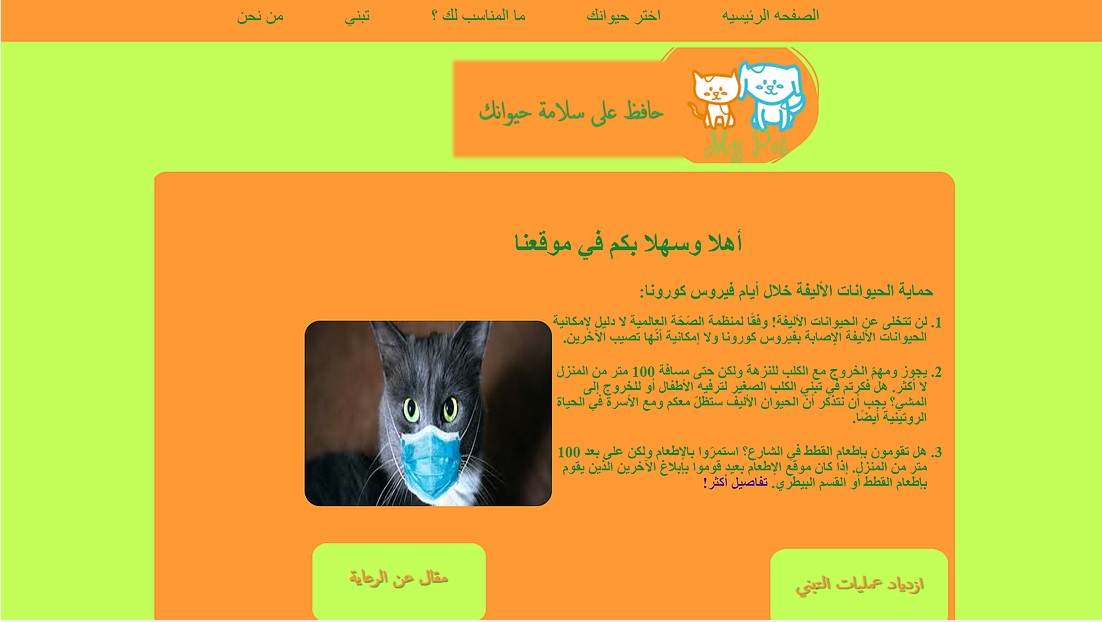 الصفحه الرئيسيه
اختر حيوانك
ما المناسب لك ؟
تبني
من نحن
حافظ على سلامة حيوانك
My Pet
أهلا وسهلا بكم في موقعنا
حماية الحيوانات الأليفة خلال أيام فيروس كورونا:
1. لن تتخلى عن الحيوانات الأليفة! وفقًا لمنظمة الصّحّة العالمية لا دليل لإمكانية
الحيوانات الأليفة الإصابة بفيروس كورونا ولا إمكانية أنّها تصيب الآخرين.
2. يجوز ومهمّ الخروج مع الكلب للنزهة ولكن حتى مسافة 100 متر من المنزل
لا أكثر. هل فكرتم في تبني الكلب الصغير لترفيه الأطفال أو للخروج إلى
المشي؟ يجب أن نتذكّر أن الحيوان الأليف ستظلّ معكم ومع الأسرة في الحياة
الروتينية أيضًا.
3. هل تقومون بإطعام القطط في الشارع؟ استمرّوا بالإطعام ولكن على بعد 100
متر من المنزل. إذا كان موقع الإطعام بعيد قوموا بإبلاغ الآخرين الذين يقوم
بإطعام القطط أو القسم البيطري. تفاصيل أكثر!
ازدياد عمليات التبني
مقال عن الرعاية